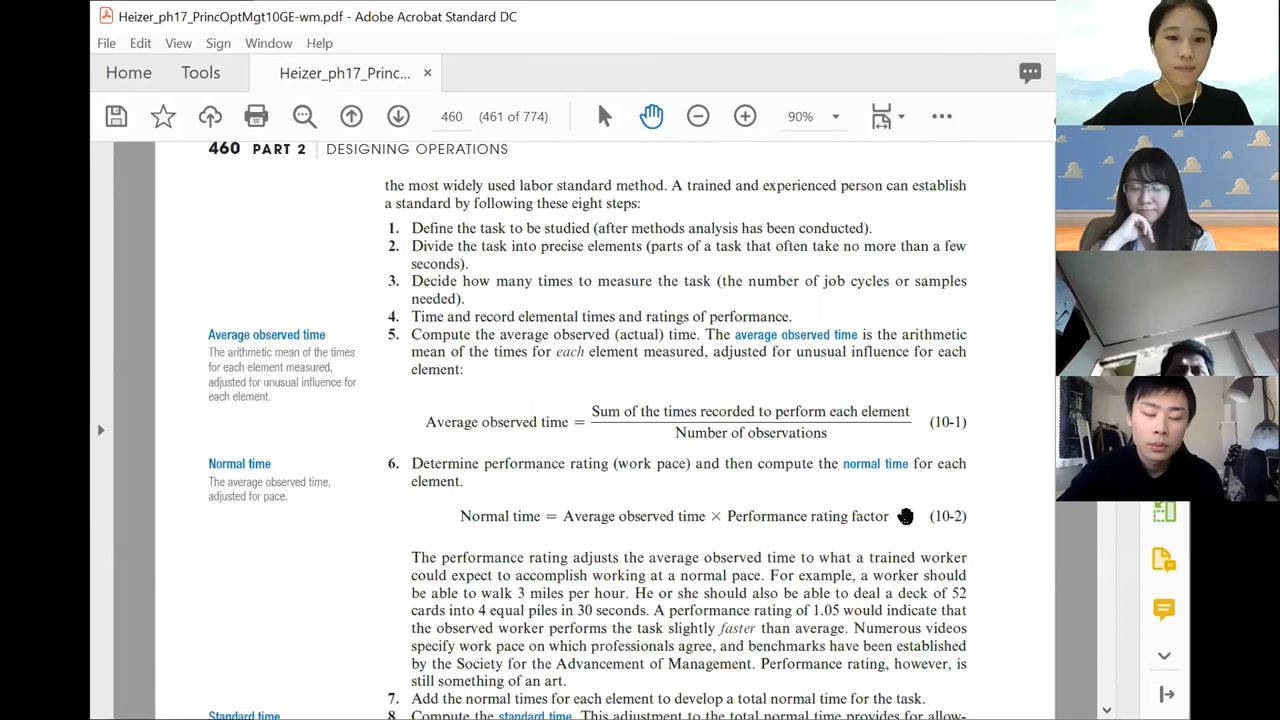 Heizer_ph17_PrincOptMgt10GE-wm.pdf - Adobe Acrobat Standard DC
File Edit View Sign Window Help
Home Tools Heizer_ph17_Princ... ×
460 (461 of 774) 90%
460 PART 2 | DESIGNING OPERATIONS
the most widely used labor standard method. A trained and experienced person can establish
a standard by following these eight steps:
1. Define the task to be studied (after methods analysis has been conducted).
2. Divide the task into precise elements (parts of a task that often take no more than a few
seconds).
3. Decide how many times to measure the task (the number of job cycles or samples
needed).
4. Time and record elemental times and ratings of performance.
Average observed time
The arithmetic mean of the times
for each element measured,
adjusted for unusual influence for
each element.
5. Compute the average observed (actual) time. The average observed time is the arithmetic
mean of the times for each element measured, adjusted for unusual influence for each
element:
Average observed time = Sum of the times recorded to perform each element
Number of observations (10-1)
Normal time
The average observed time,
adjusted for pace.
6. Determine performance rating (work pace) and then compute the normal time for each
element.
Normal time = Average observed time × Performance rating factor (10-2)
The performance rating adjusts the average observed time to what a trained worker
could expect to accomplish working at a normal pace. For example, a worker should
be able to walk 3 miles per hour. He or she should also be able to deal a deck of 52
cards into 4 equal piles in 30 seconds. A performance rating of 1.05 would indicate that
the observed worker performs the task slightly faster than average. Numerous videos
specify work pace on which professionals agree, and benchmarks have been established
by the Society for the Advancement of Management. Performance rating, however, is
still something of an art.
7. Add the normal times for each element to develop a total normal time for the task.
Standard time
8. Compute the standard time. This adjustment to the total normal time provides for allow-